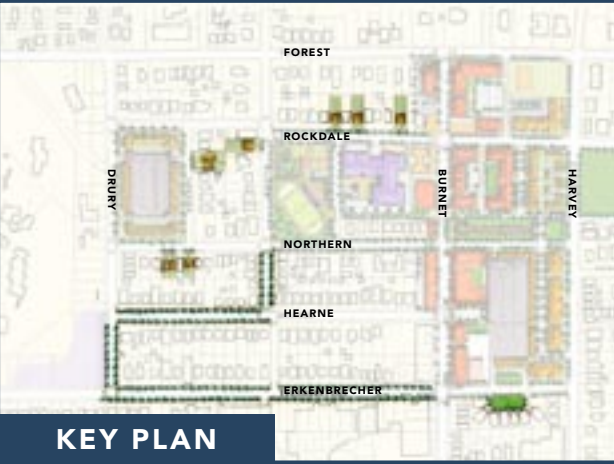 FOREST
ROCKDALE
DRURY
BURNET
HARVEY
NORTHERN
HEARNE
ERKENBRECHER
KEY PLAN